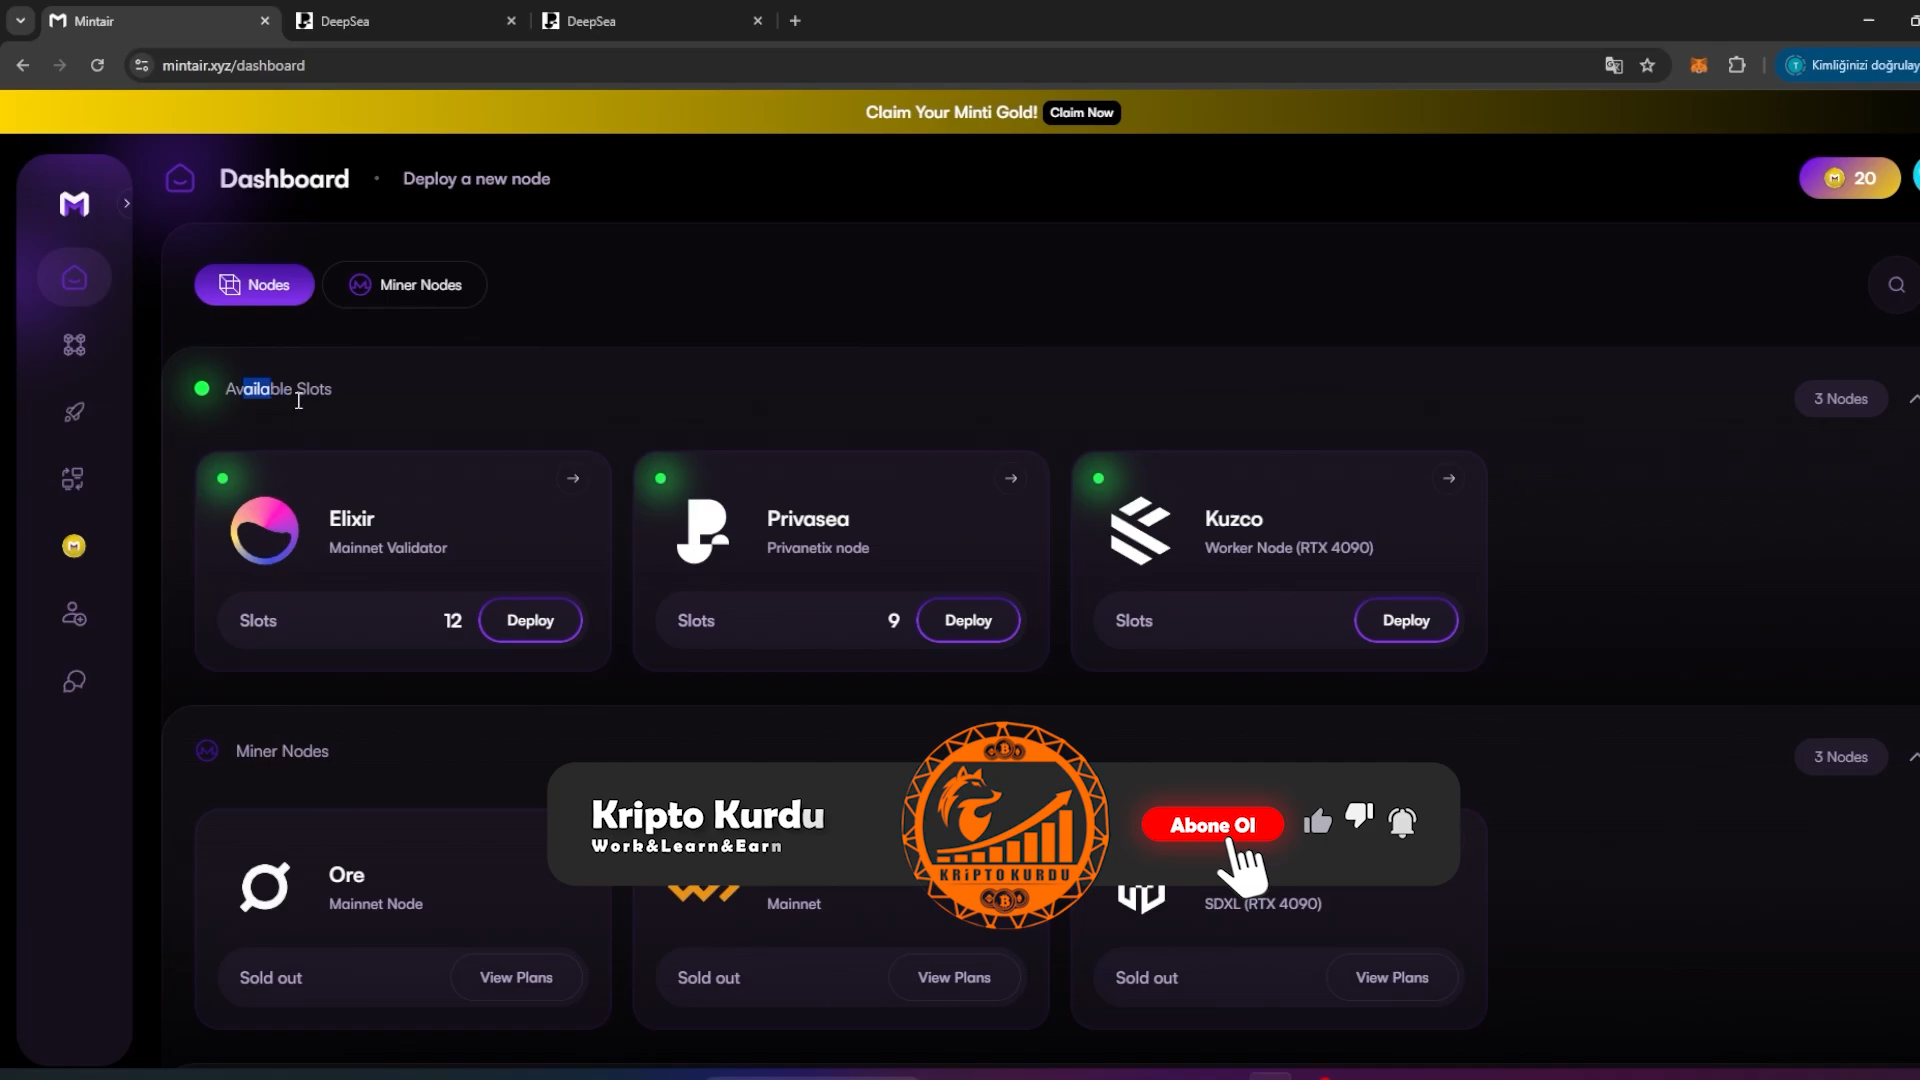 Mintair
DeepSea
DeepSea
mintair.xyz/dashboard
Kimliğinizi doğrulay
Claim Your Minti Gold! Claim Now
Dashboard
Deploy a new node
20
Nodes
Miner Nodes
Available Slots
3 Nodes
Elixir
Mainnet Validator
Slots 12 Deploy
Privasea
Privanetix node
Slots 9 Deploy
Kuzco
Worker Node (RTX 4090)
Slots Deploy
Miner Nodes
3 Nodes
Kripto Kurdu
Work&Learn&Earn
KRİPTO KURDU
Abone Ol
Ore
Mainnet Node
Sold out View Plans
Mainnet
Sold out View Plans
SDXL (RTX 4090)
Sold out View Plans